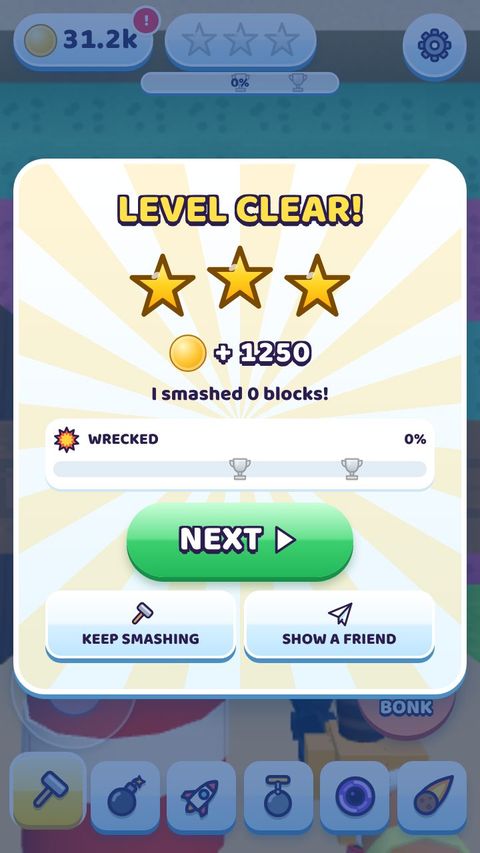 31.2k
!
0%
LEVEL CLEAR!
+ 1250
I smashed 0 blocks!
WRECKED 0%
NEXT
KEEP SMASHING
SHOW A FRIEND
BONK